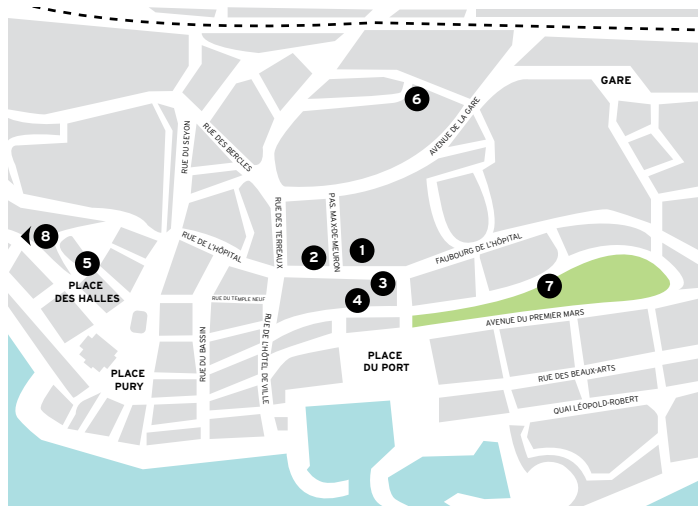 GARE
6
AVENUE DE LA GARE
RUE DU SEYON
RUE DES BERCLES
RUE DES TERREAUX
PAS. MAX-DE-MEURON
8
5
PLACE
DES HALLES
RUE DE L'HÔPITAL
2
1
FAUBOURG DE L'HÔPITAL
3
4
7
RUE DU TEMPLE NEUF
AVENUE DU PREMIER MARS
RUE DU BASSIN
RUE DE L'HÔTEL DE VILLE
PLACE
DU PORT
PLACE
PURY
RUE DES BEAUX-ARTS
QUAI LÉOPOLD-ROBERT